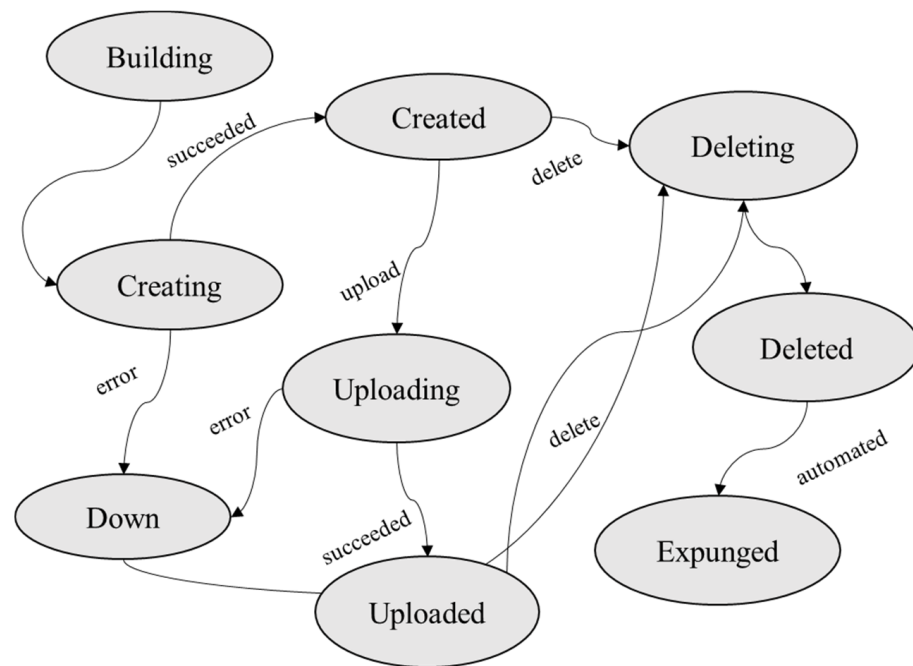 Building
Created
succeeded
Deleting
delete
Creating
upload
Deleted
error
Uploading
error
delete
automated
Down
succeeded
Expunged
Uploaded